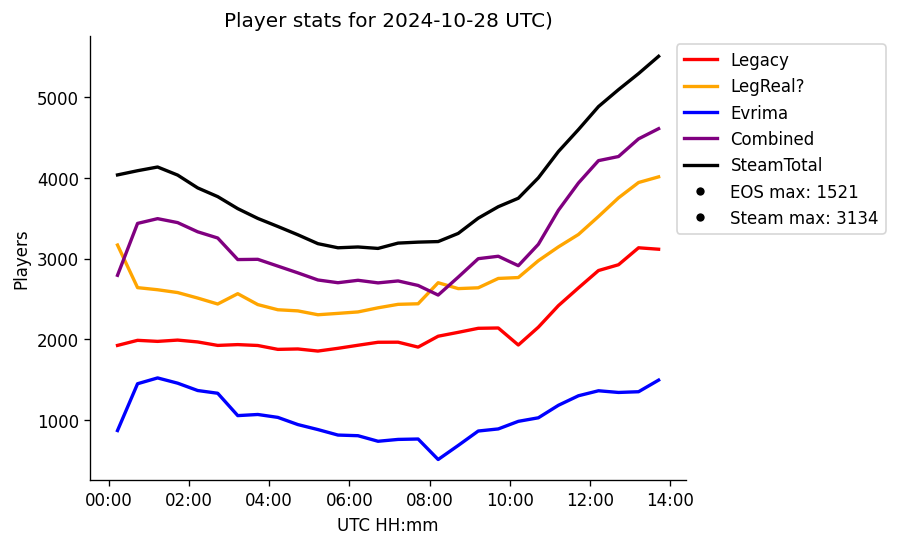 Player stats for 2024-10-28 UTC)
Players
5000
4000
3000
2000
1000
00:00 02:00 04:00 06:00 08:00 10:00 12:00 14:00
UTC HH:mm
Legacy
LegReal?
Evrima
Combined
SteamTotal
EOS max: 1521
Steam max: 3134